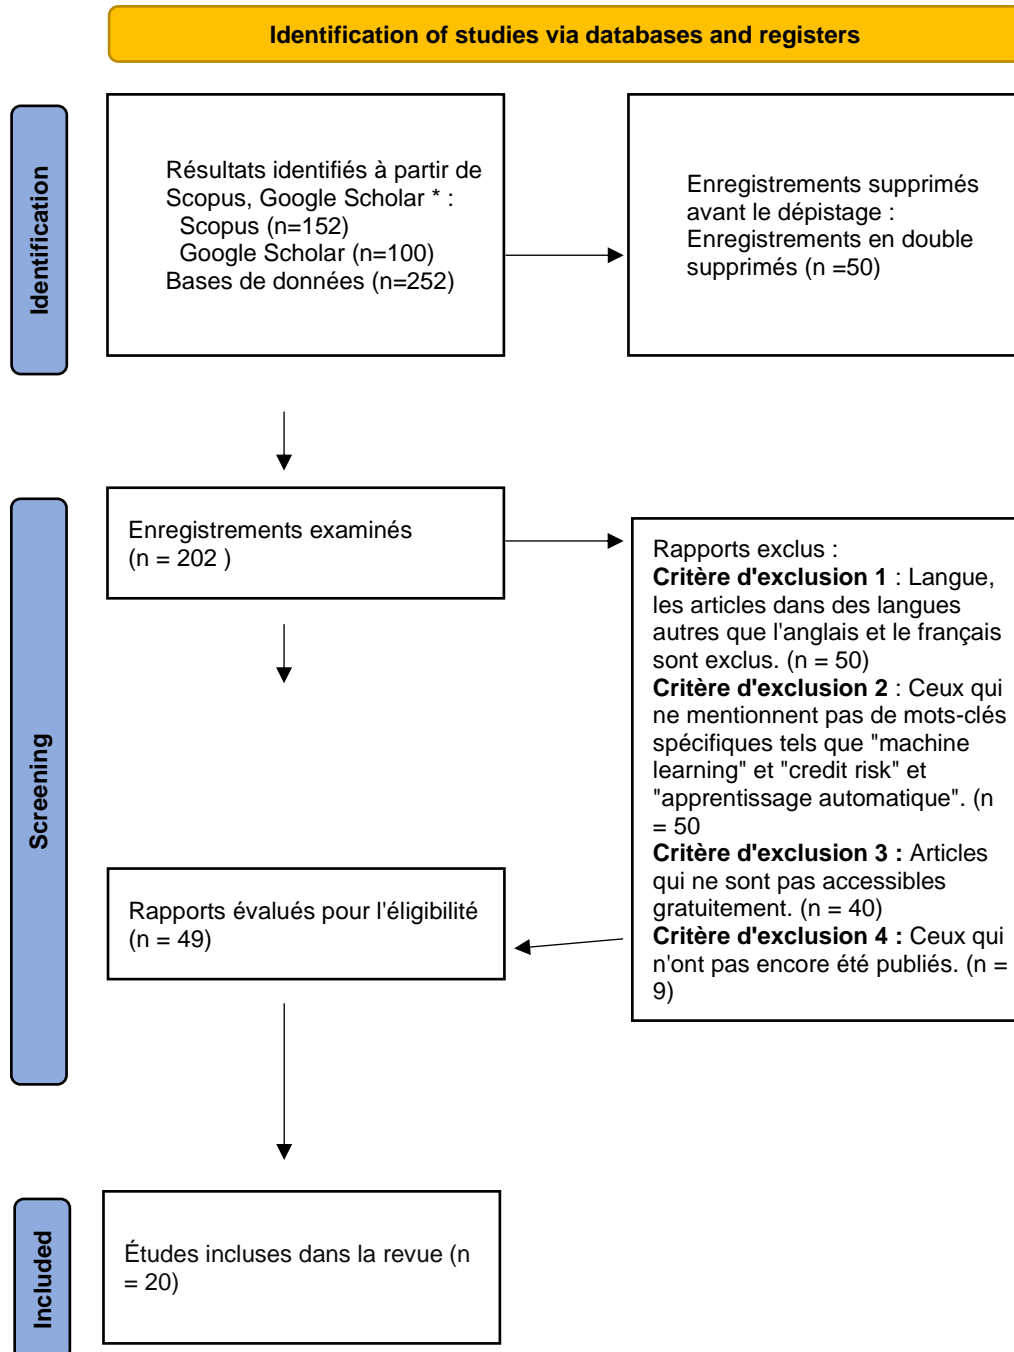 Identification of studies via databases and registers
Identification
Résultats identifiés à partir de
Scopus, Google Scholar * :
Scopus (n=152)
Google Scholar (n=100)
Bases de données (n=252)
Enregistrements supprimés
avant le dépistage :
Enregistrements en double
supprimés (n =50)
Screening
Enregistrements examinés
(n = 202 )
Rapports exclus :
Critère d'exclusion 1 : Langue,
les articles dans des langues
autres que l'anglais et le français
sont exclus. (n = 50)
Critère d'exclusion 2 : Ceux qui
ne mentionnent pas de mots-clés
spécifiques tels que "machine
learning" et "credit risk" et
"apprentissage automatique". (n
= 50
Critère d'exclusion 3 : Articles
qui ne sont pas accessibles
gratuitement. (n = 40)
Critère d'exclusion 4 : Ceux qui
n'ont pas encore été publiés. (n =
9)
Rapports évalués pour l'éligibilité
(n = 49)
Included
Études incluses dans la revue (n
= 20)